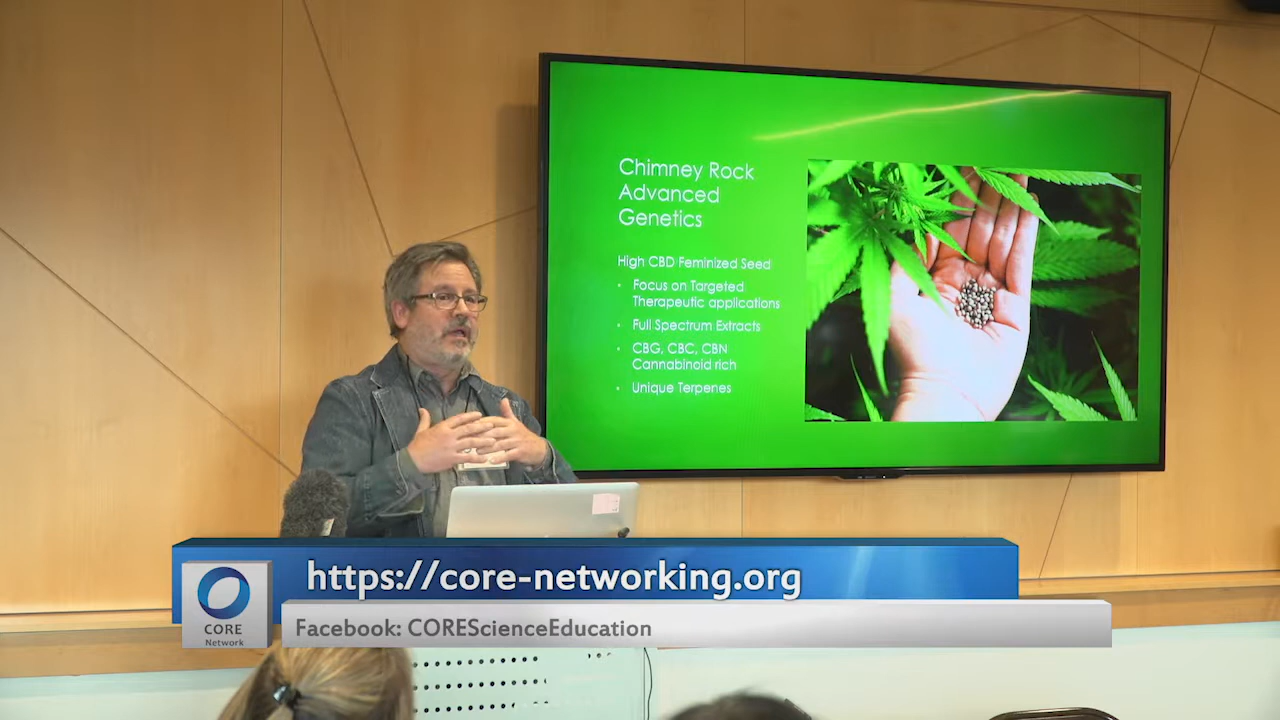 Chimney Rock
Advanced
Genetics
High CBD Feminized Seed
• Focus on Targeted
Therapeutic applications
• Full Spectrum Extracts
• CBG, CBC, CBN
Cannabinoid rich
• Unique Terpenes
https://core-networking.org
CORE
Network
Facebook: COREScienceEducation